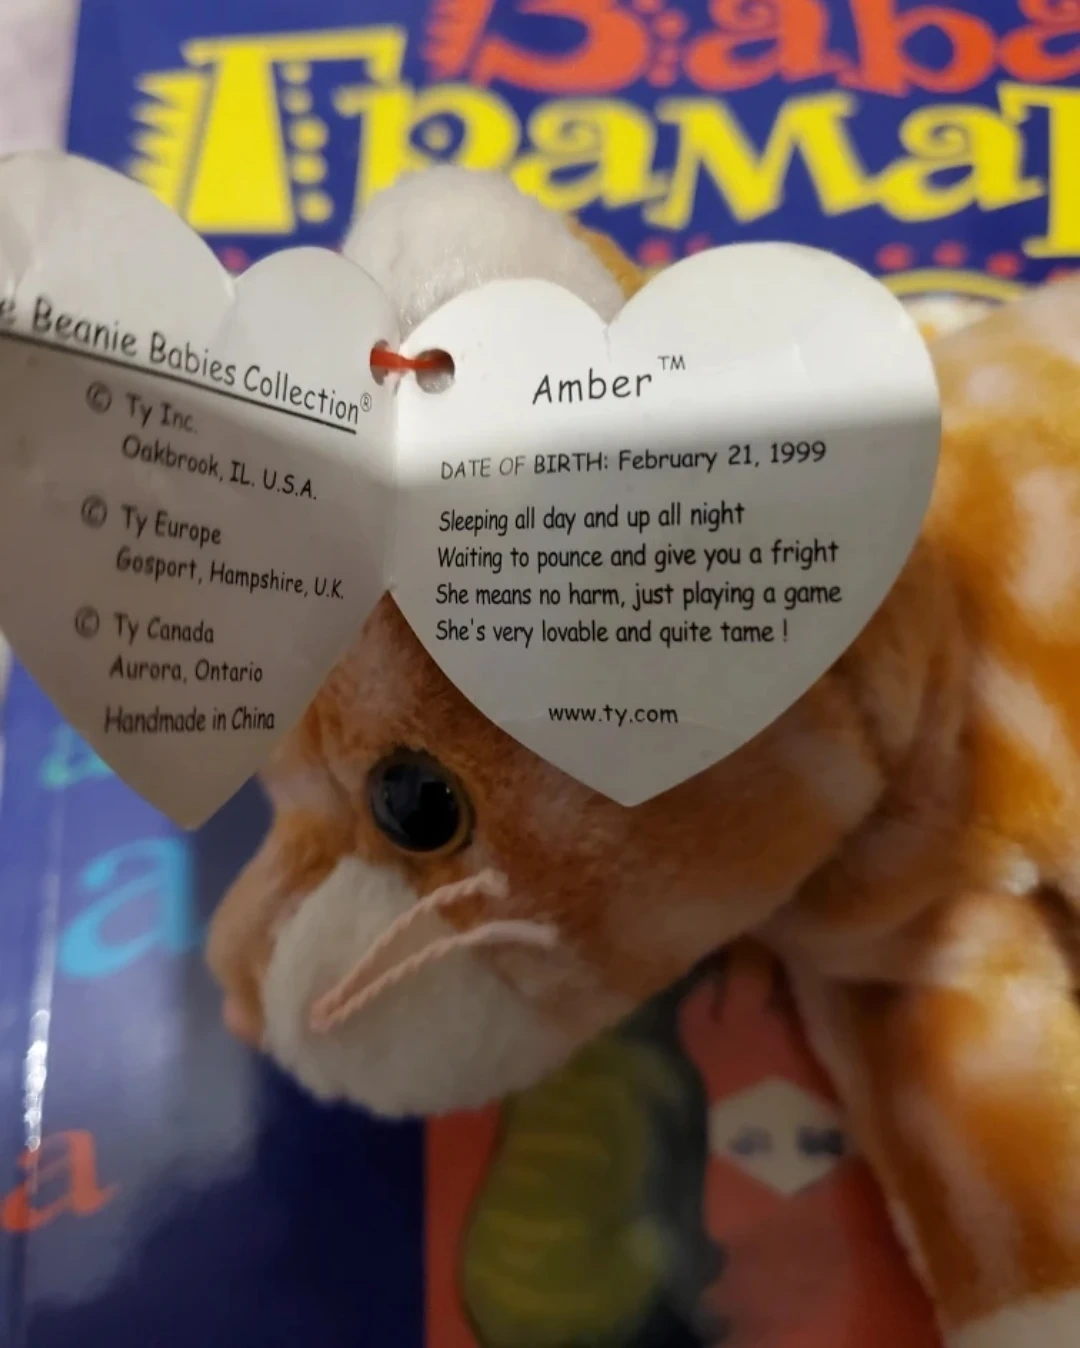 Баба
Грамат
e Beanie Babies Collection®
© Ty Inc.
Oakbrook, IL. U.S.A.
© Ty Europe
Gosport, Hampshire, U.K.
© Ty Canada
Aurora, Ontario
Handmade in China
Amber™
DATE OF BIRTH: February 21, 1999
Sleeping all day and up all night
Waiting to pounce and give you a fright
She means no harm, just playing a game
She's very lovable and quite tame !
www.ty.com
a
a